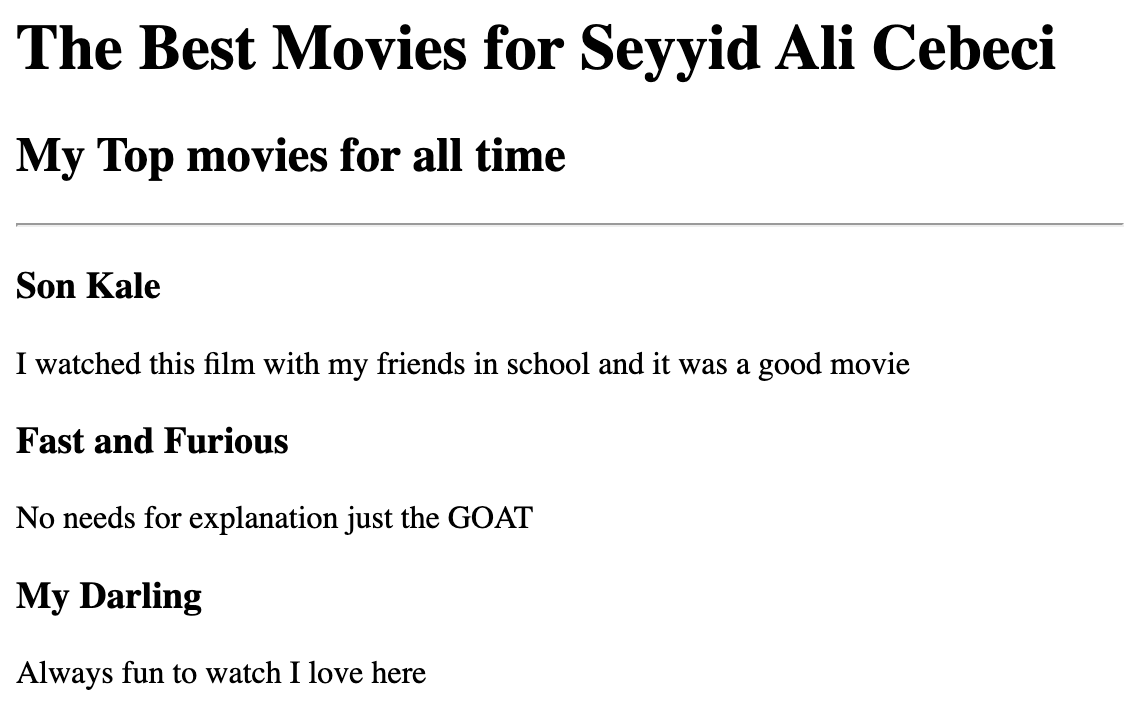 The Best Movies for Seyyid Ali Cebeci
My Top movies for all time
Son Kale
I watched this film with my friends in school and it was a good movie
Fast and Furious
No needs for explanation just the GOAT
My Darling
Always fun to watch I love here